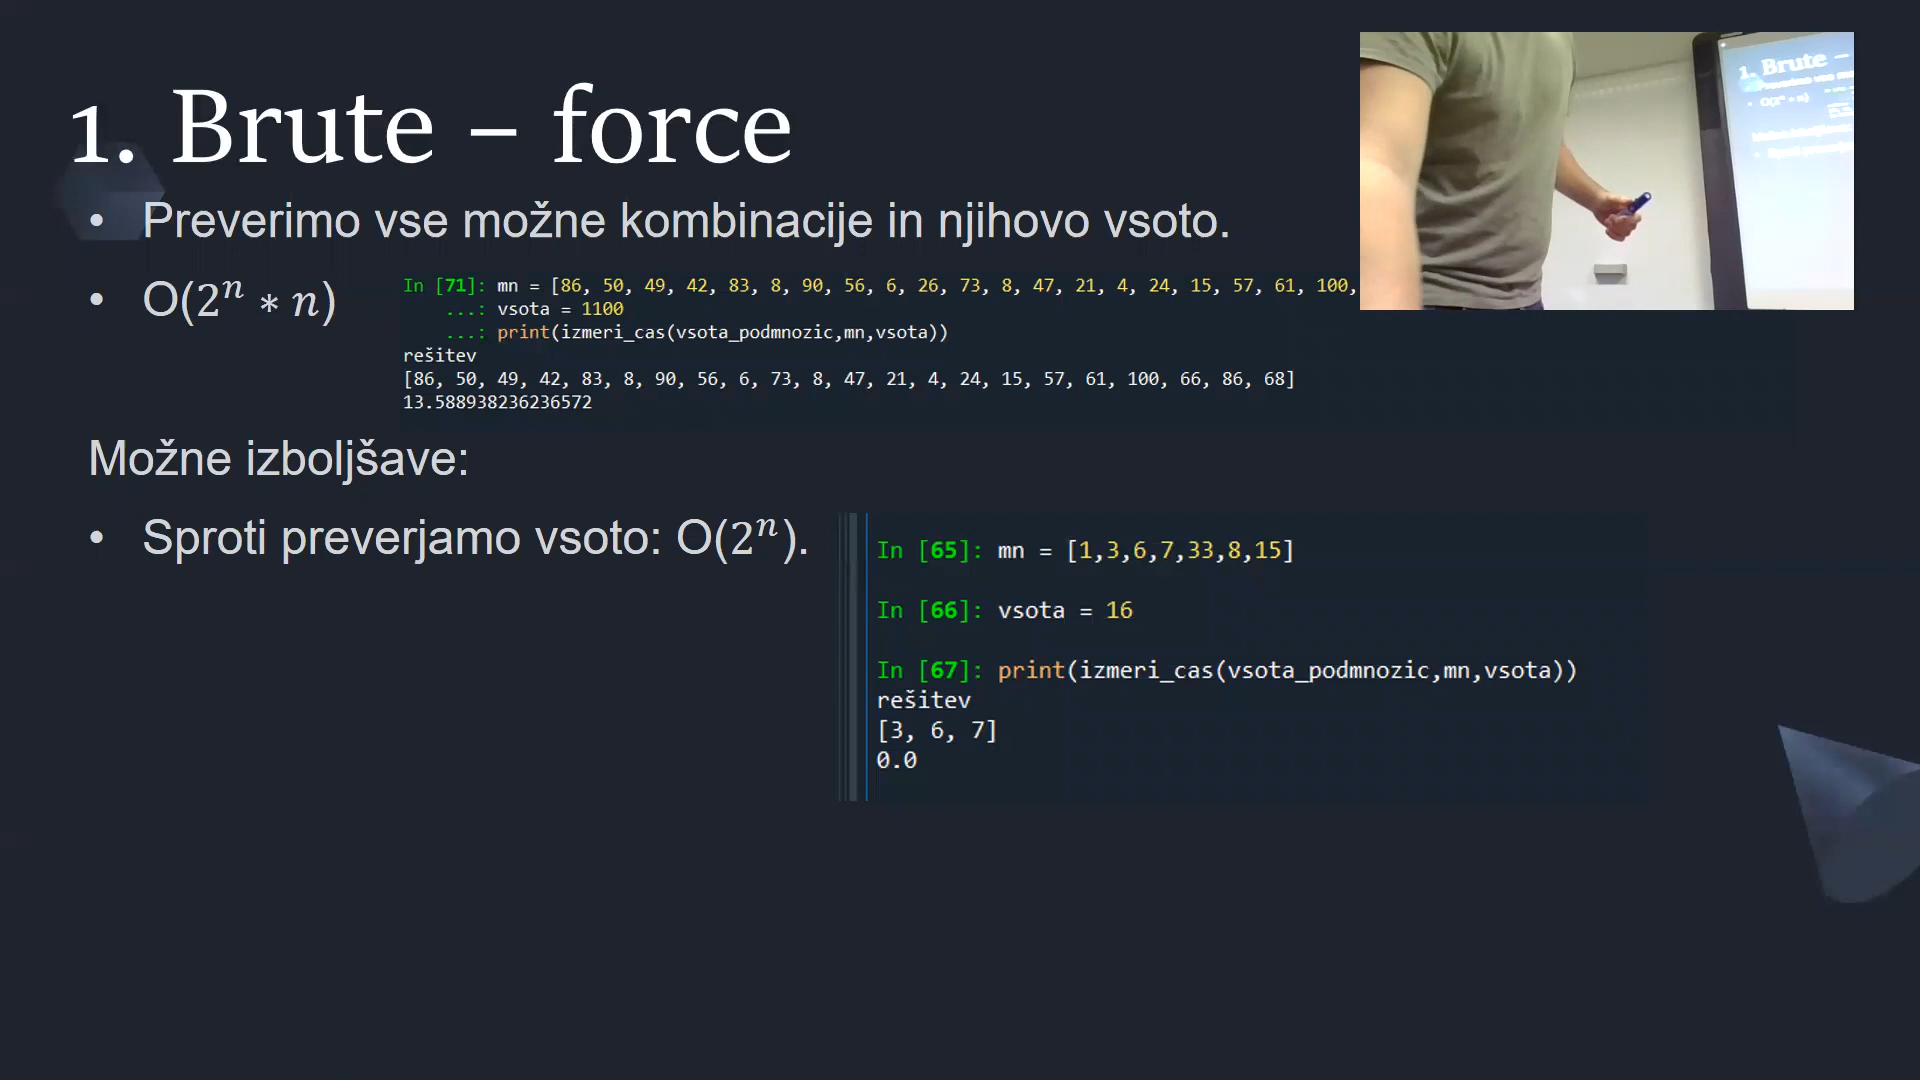 1. Brute – force
• Preverimo vse možne kombinacije in njihovo vsoto.
• O(2ⁿ ∗ n)
In [71]: mn = [86, 50, 49, 42, 83, 8, 90, 56, 6, 26, 73, 8, 47, 21, 4, 24, 15, 57, 61, 100,
...: vsota = 1100
...: print(izmeri_cas(vsota_podmnozic,mn,vsota))
rešitev
[86, 50, 49, 42, 83, 8, 90, 56, 6, 73, 8, 47, 21, 4, 24, 15, 57, 61, 100, 66, 86, 68]
13.588938236236572
Možne izboljšave:
• Sproti preverjamo vsoto: O(2ⁿ).
In [65]: mn = [1,3,6,7,33,8,15]
In [66]: vsota = 16
In [67]: print(izmeri_cas(vsota_podmnozic,mn,vsota))
rešitev
[3, 6, 7]
0.0
1. Brute –
Preverimo vse
• O(2ⁿ * n)